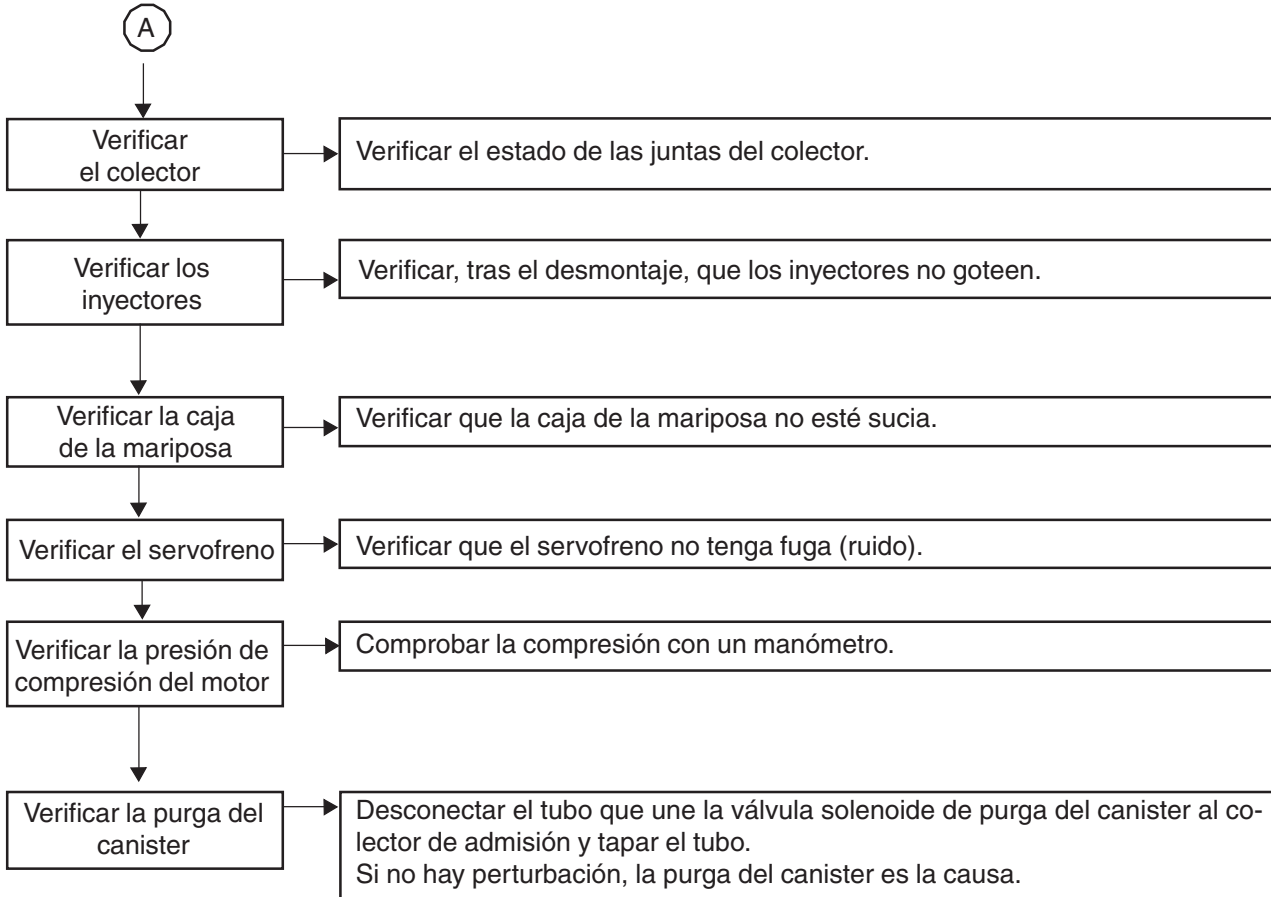 A
Verificar
el colector
Verificar el estado de las juntas del colector.
Verificar los
inyectores
Verificar, tras el desmontaje, que los inyectores no goteen.
Verificar la caja
de la mariposa
Verificar que la caja de la mariposa no esté sucia.
Verificar el servofreno
Verificar que el servofreno no tenga fuga (ruido).
Verificar la presión de
compresión del motor
Comprobar la compresión con un manómetro.
Verificar la purga del
canister
Desconectar el tubo que une la válvula solenoide de purga del canister al co-
lector de admisión y tapar el tubo.
Si no hay perturbación, la purga del canister es la causa.